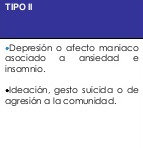 TIPO II
•Depresión o afecto maniaco
asociado a ansiedad e
insomnio.
•Ideación, gesto suicida o de
agresión a la comunidad.